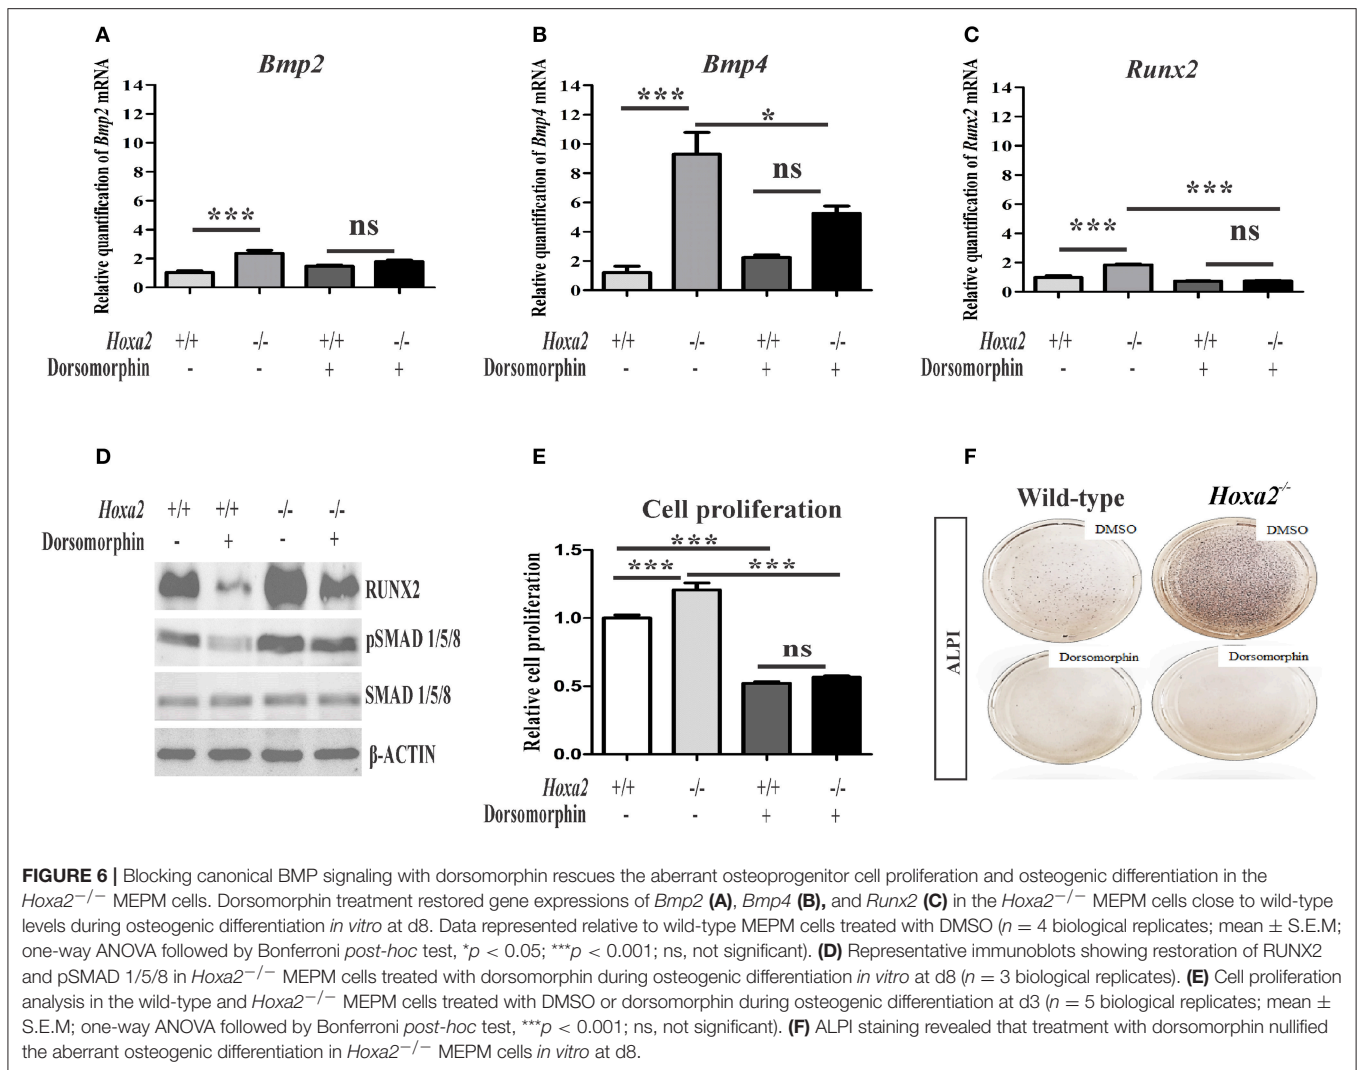 A
Bmp2
Relative quantification of Bmp2 mRNA
14
12
10
8
6
4
2
0
***
ns
Hoxa2 +/+ -/- +/+ -/-
Dorsomorphin - - + +
B
Bmp4
Relative quantification of Bmp4 mRNA
14
12
10
8
6
4
2
0
***
*
ns
Hoxa2 +/+ -/- +/+ -/-
Dorsomorphin - - + +
C
Runx2
Relative quantification of Runx2 mRNA
14
12
10
8
6
4
2
0
***
***
ns
Hoxa2 +/+ -/- +/+ -/-
Dorsomorphin - - + +
D
Hoxa2 +/+ +/+ -/- -/-
Dorsomorphin - + - +
RUNX2
pSMAD 1/5/8
SMAD 1/5/8
β-ACTIN
E
Cell proliferation
Relative cell proliferation
1.5
1.0
0.5
0.0
***
***
***
ns
Hoxa2 +/+ -/- +/+ -/-
Dorsomorphin - - + +
F
Wild-type Hoxa2-/-
ALPI
DMSO DMSO
Dorsomorphin Dorsomorphin
FIGURE 6 | Blocking canonical BMP signaling with dorsomorphin rescues the aberrant osteoprogenitor cell proliferation and osteogenic differentiation in the
Hoxa2−/− MEPM cells. Dorsomorphin treatment restored gene expressions of Bmp2 (A), Bmp4 (B), and Runx2 (C) in the Hoxa2−/− MEPM cells close to wild-type
levels during osteogenic differentiation in vitro at d8. Data represented relative to wild-type MEPM cells treated with DMSO (n = 4 biological replicates; mean ± S.E.M;
one-way ANOVA followed by Bonferroni post-hoc test, *p < 0.05; ***p < 0.001; ns, not significant). (D) Representative immunoblots showing restoration of RUNX2
and pSMAD 1/5/8 in Hoxa2−/− MEPM cells treated with dorsomorphin during osteogenic differentiation in vitro at d8 (n = 3 biological replicates). (E) Cell proliferation
analysis in the wild-type and Hoxa2−/− MEPM cells treated with DMSO or dorsomorphin during osteogenic differentiation at d3 (n = 5 biological replicates; mean ±
S.E.M; one-way ANOVA followed by Bonferroni post-hoc test, ***p < 0.001; ns, not significant). (F) ALPI staining revealed that treatment with dorsomorphin nullified
the aberrant osteogenic differentiation in Hoxa2−/− MEPM cells in vitro at d8.